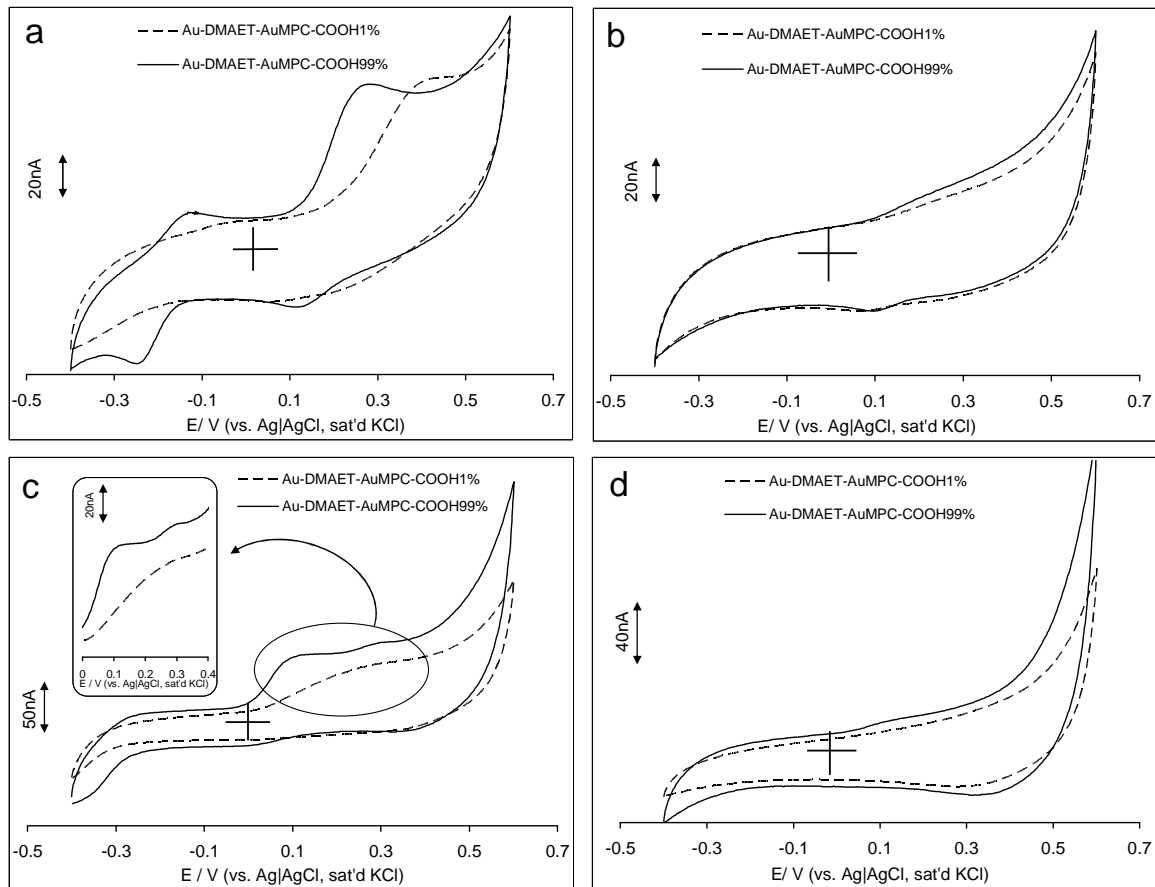 a
Au-DMAET-AuMPC-COOH1%
Au-DMAET-AuMPC-COOH99%
20nA
-0.5 -0.3 -0.1 0.1 0.3 0.5 0.7
E/ V (vs. Ag|AgCl, sat'd KCl)
b
Au-DMAET-AuMPC-COOH1%
Au-DMAET-AuMPC-COOH99%
20nA
-0.5 -0.3 -0.1 0.1 0.3 0.5 0.7
E/ V (vs. Ag|AgCl, sat'd KCl)
c
Au-DMAET-AuMPC-COOH1%
Au-DMAET-AuMPC-COOH99%
20nA
0 0.1 0.2 0.3 0.4
E / V (vs. Ag|AgCl, sat'd KCl)
50nA
-0.5 -0.3 -0.1 0.1 0.3 0.5 0.7
E/ V (vs. Ag|AgCl, sat'd KCl)
d
Au-DMAET-AuMPC-COOH1%
Au-DMAET-AuMPC-COOH99%
40nA
-0.5 -0.3 -0.1 0.1 0.3 0.5 0.7
E/ V (vs. Ag|AgCl, sat'd KCl)